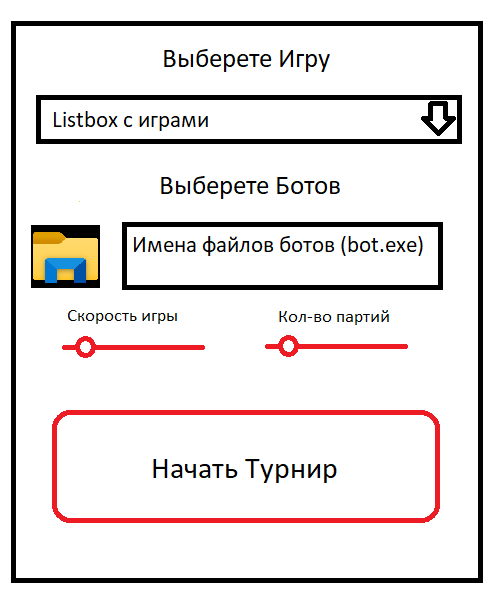 Выберете Игру
Listbox с играми
Выберете Ботов
Имена файлов ботов (bot.exe)
Скорость игры
Кол-во партий
Начать Турнир